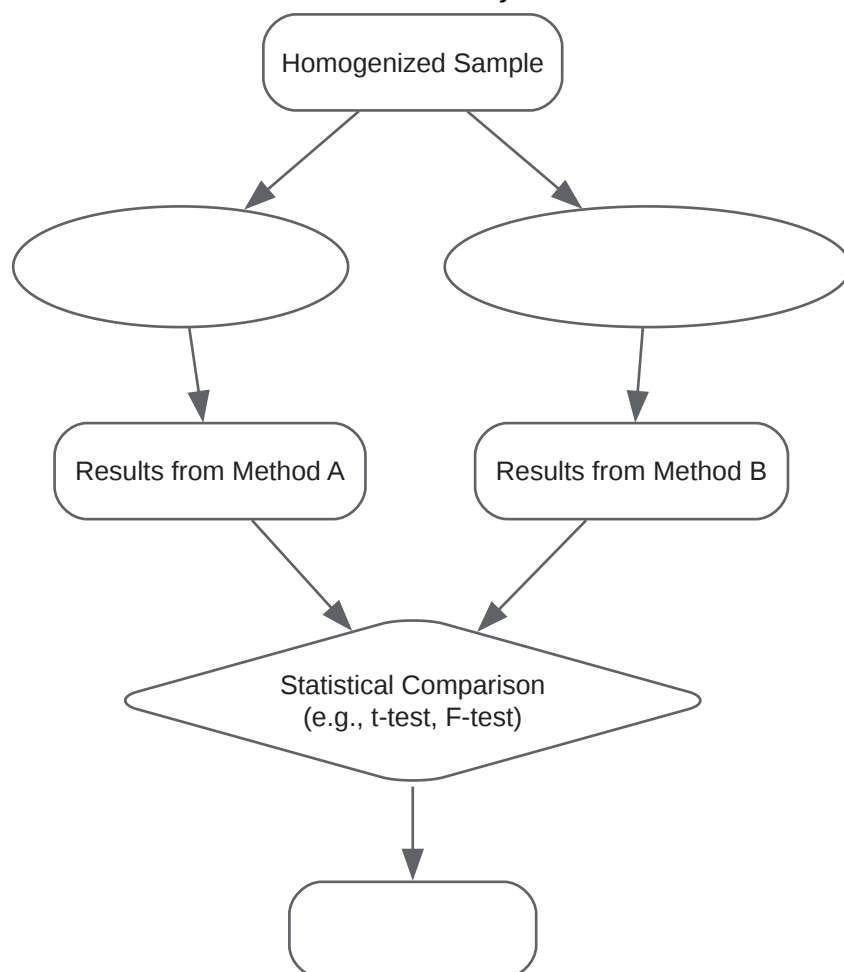 Homogenized Sample
Results from Method A
Results from Method B
Statistical Comparison
(e.g., t-test, F-test)